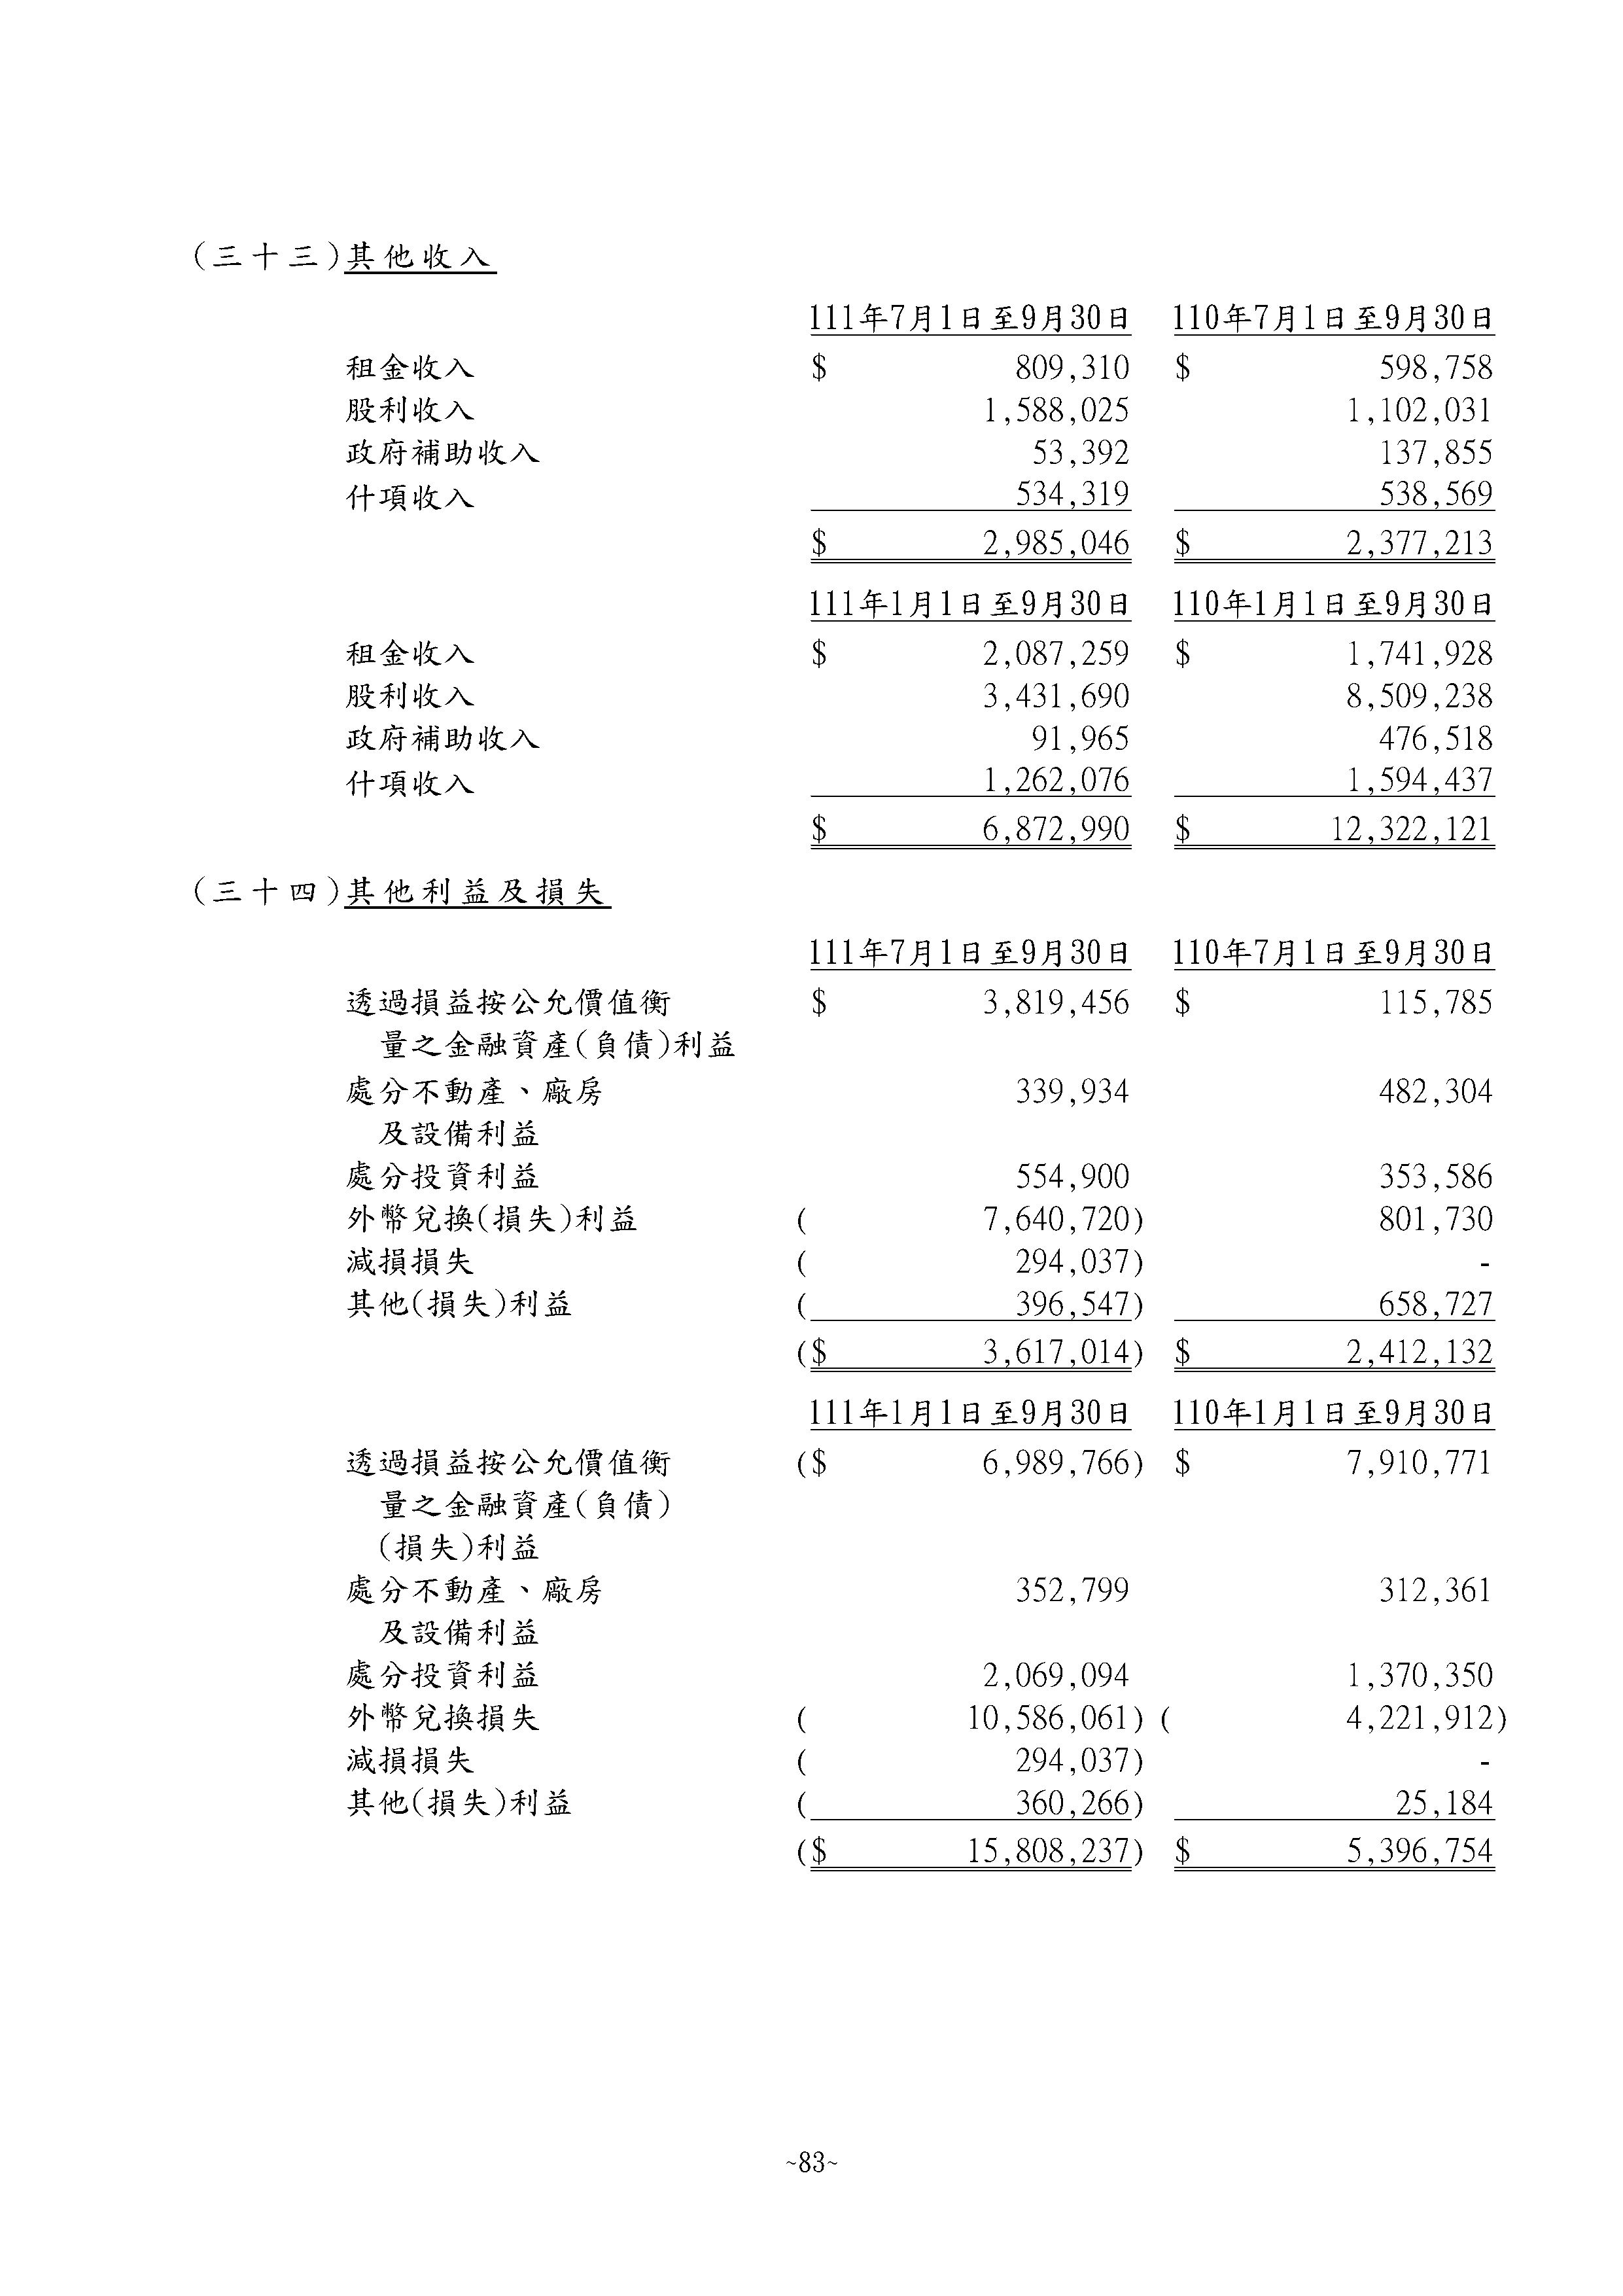 (三十三)其他收入
111年7月1日至9月30日 110年7月1日至9月30日
租金收入 $ 809,310 $ 598,758
股利收入 1,588,025 1,102,031
政府補助收入 53,392 137,855
什項收入 534,319 538,569
$ 2,985,046 $ 2,377,213
111年1月1日至9月30日 110年1月1日至9月30日
租金收入 $ 2,087,259 $ 1,741,928
股利收入 3,431,690 8,509,238
政府補助收入 91,965 476,518
什項收入 1,262,076 1,594,437
$ 6,872,990 $ 12,322,121
(三十四)其他利益及損失
111年7月1日至9月30日 110年7月1日至9月30日
透過損益按公允價值衡 $ 3,819,456 $ 115,785
量之金融資產(負債)利益
處分不動產、廠房 339,934 482,304
及設備利益
處分投資利益 554,900 353,586
外幣兌換(損失)利益 ( 7,640,720) 801,730
減損損失 ( 294,037) -
其他(損失)利益 ( 396,547) 658,727
($ 3,617,014) $ 2,412,132
111年1月1日至9月30日 110年1月1日至9月30日
透過損益按公允價值衡 ($ 6,989,766) $ 7,910,771
量之金融資產(負債)
(損失)利益
處分不動產、廠房 352,799 312,361
及設備利益
處分投資利益 2,069,094 1,370,350
外幣兌換損失 ( 10,586,061) ( 4,221,912)
減損損失 ( 294,037) -
其他(損失)利益 ( 360,266) 25,184
($ 15,808,237) $ 5,396,754
~83~